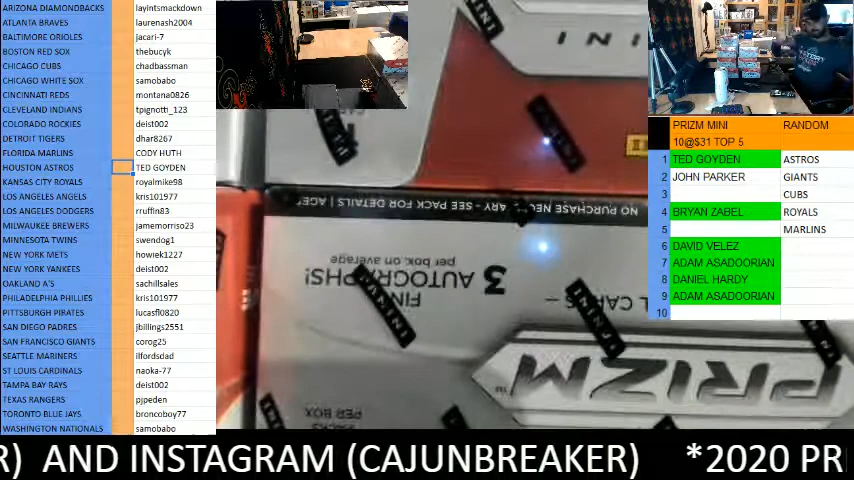 ARIZONA DIAMONDBACKS layintsmackdown
ATLANTA BRAVES laurenash2004
BALTIMORE ORIOLES jacari-7
BOSTON RED SOX thebucyk
CHICAGO CUBS chadbassman
CHICAGO WHITE SOX samobabo
CINCINNATI REDS montana0826
CLEVELAND INDIANS tpignotti_123
COLORADO ROCKIES deist002
DETROIT TIGERS dhar8267
FLORIDA MARLINS CODY HUTH
HOUSTON ASTROS TED GOYDEN
KANSAS CITY ROYALS royalmike98
LOS ANGELES ANGELS kris101977
LOS ANGELES DODGERS rruffin83
MILWAUKEE BREWERS jamemorriso23
MINNESOTA TWINS swendog1
NEW YORK METS howiek1227
NEW YORK YANKEES deist002
OAKLAND A'S sachillsales
PHILADELPHIA PHILLIES kris101977
PITTSBURGH PIRATES lucasfl0820
SAN DIEGO PADRES jbillings2551
SAN FRANCISCO GIANTS corog25
SEATTLE MARINERS ilfordsdad
ST LOUIS CARDINALS naoka-77
TAMPA BAY RAYS deist002
TEXAS RANGERS pjpeden
TORONTO BLUE JAYS broncoboy77
WASHINGTON NATIONALS samobabo
PRIZM MINI RANDOM
10@$31 TOP 5
1 TED GOYDEN ASTROS
2 JOHN PARKER GIANTS
3 CUBS
4 BRYAN ZABEL ROYALS
5 MARLINS
6 DAVID VELEZ
7 ADAM ASADOORIAN
8 DANIEL HARDY
9 ADAM ASADOORIAN
10
NO PURCHASE NECESSARY - SEE PACK FOR DETAILS
3 AUTOGRAPHS!
per box, on average
PANINI
PRIZM
PER BOX
R) AND INSTAGRAM (CAJUNBREAKER) *2020 PRI